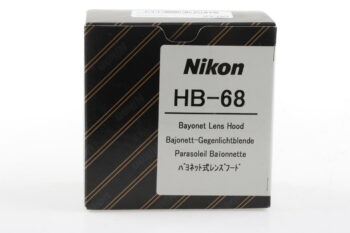 Nikon
HB-68
Bayonet Lens Hood
Bajonett-Gegenlichtblende
Parasoleil Baïonnette
バヨネット式レンズフード